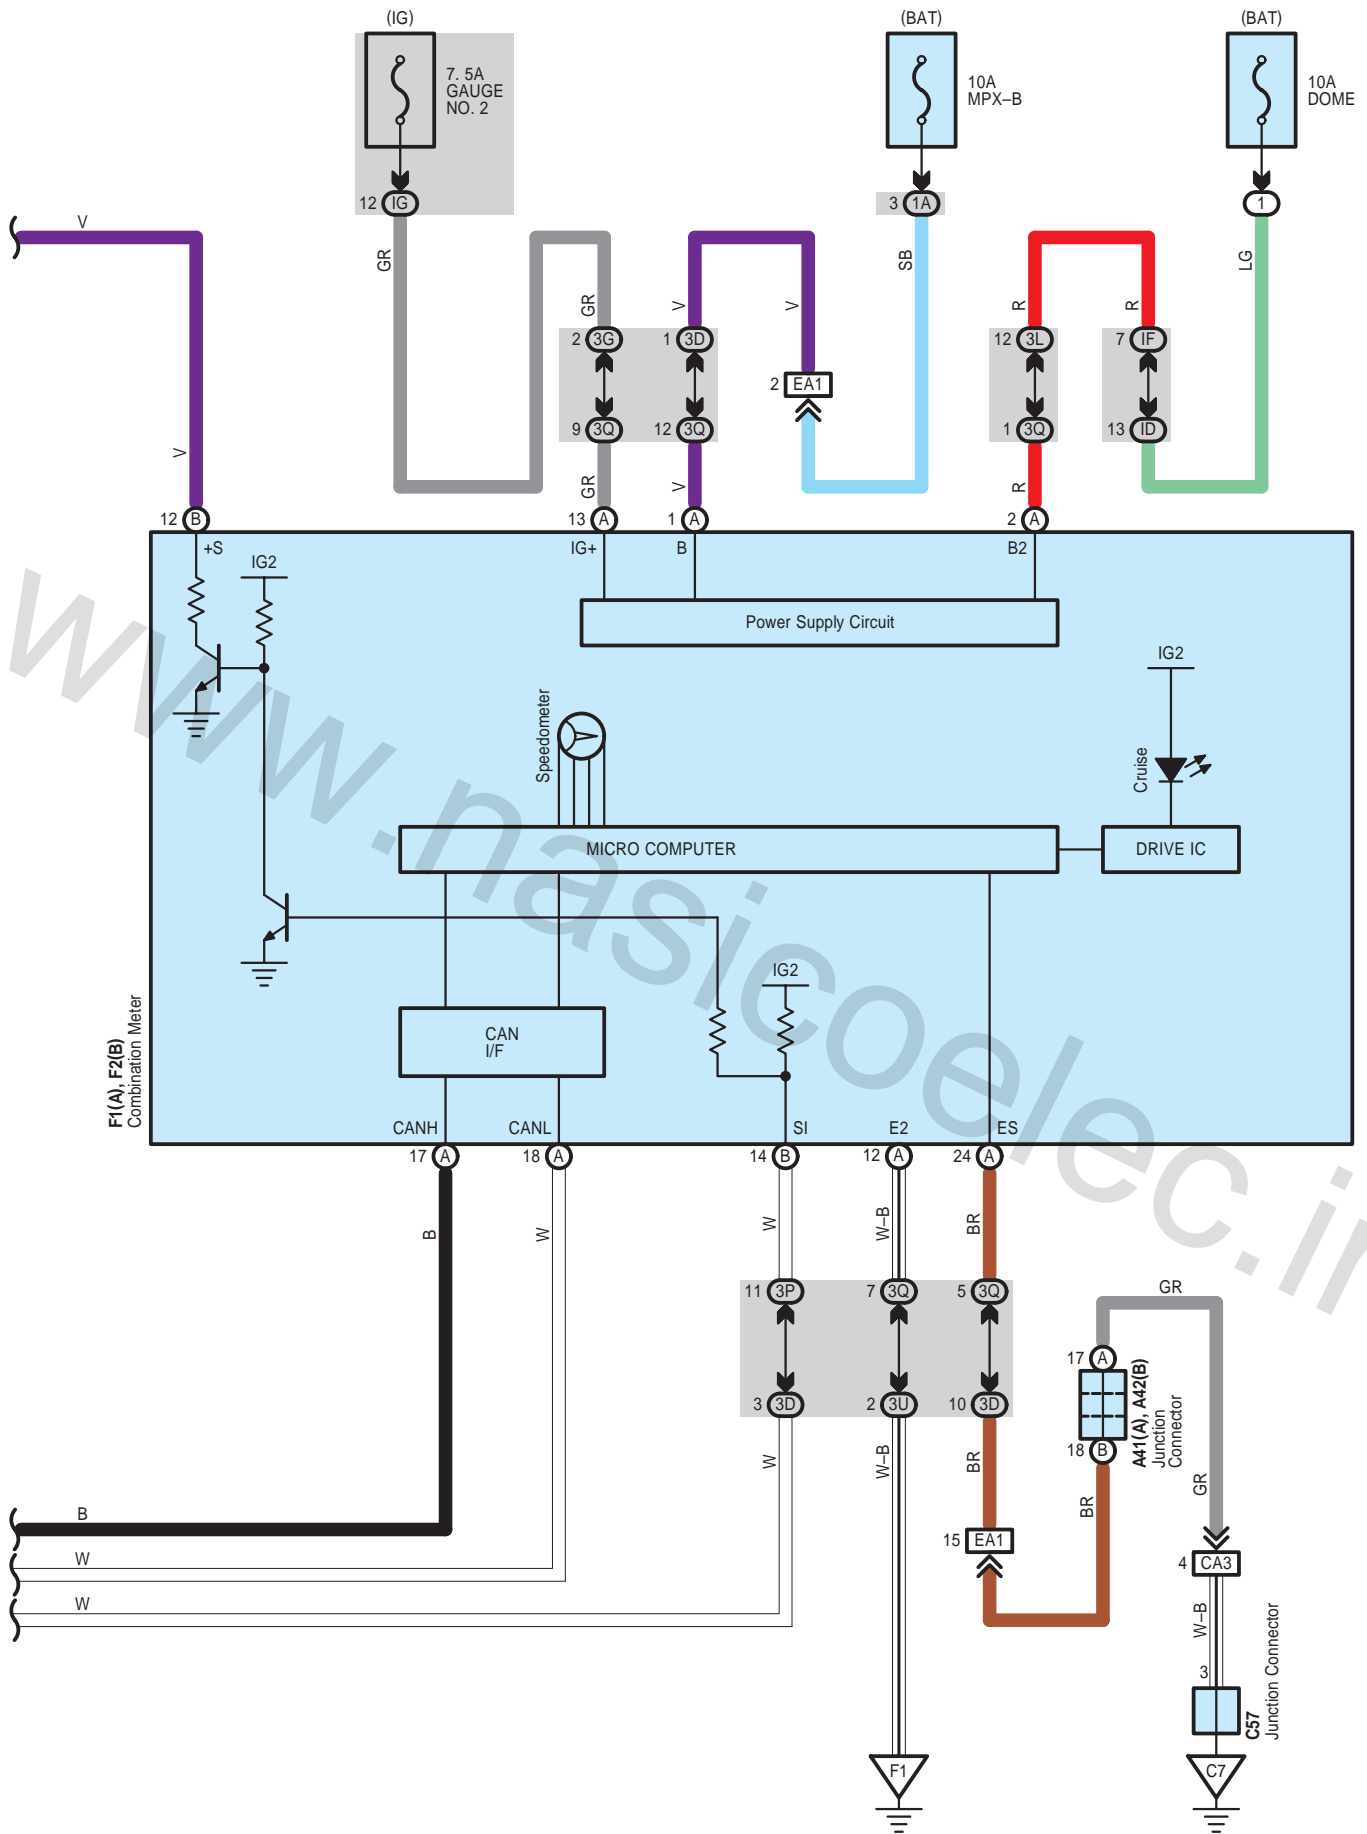 (IG)
(BAT)
(BAT)
7. 5A
GAUGE
NO. 2
10A
MPX–B
10A
DOME
12 IG
3 1A
1
V
GR
SB
LG
GR
V
V
R
R
2 3G
1 3D
12 3L
7 IF
2 EA1
9 3Q
12 3Q
1 3Q
13 ID
V
GR
V
R
12 B
13 A
1 A
2 A
+S
IG+
B
B2
IG2
Power Supply Circuit
IG2
Speedometer
Cruise
MICRO COMPUTER
DRIVE IC
IG2
CAN
I/F
F1(A), F2(B)
Combination Meter
CANH
CANL
SI
E2
ES
17 A
18 A
14 B
12 A
24 A
B
W
W
W–B
BR
11 3P
7 3Q
5 3Q
GR
17 A
3 3D
2 3U
10 3D
A41(A), A42(B)
Junction
Connector
18 B
W
W–B
BR
BR
GR
B
15 EA1
4 CA3
W
W
W–B
3
C57
Junction Connector
F1
C7
www.nasicoelec.ir